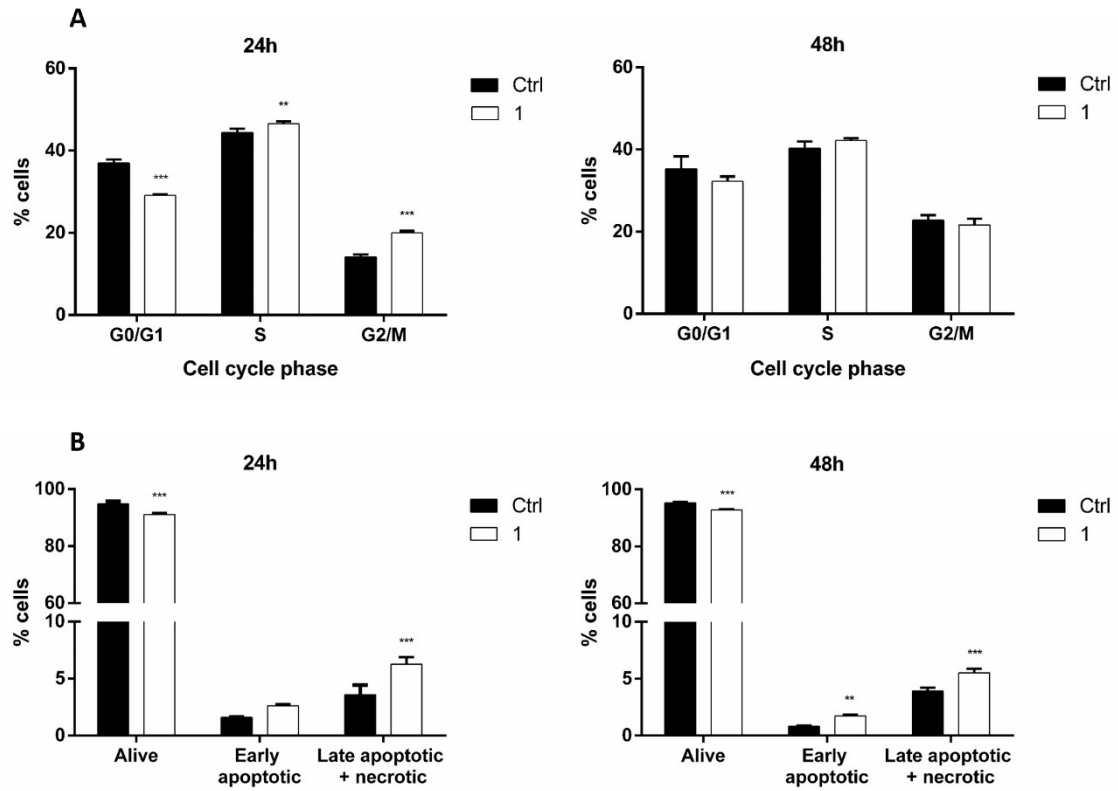 A
24h
60
40
20
0
% cells
***
**
***
G0/G1 S G2/M
Cell cycle phase
Ctrl
1
48h
60
40
20
0
% cells
G0/G1 S G2/M
Cell cycle phase
Ctrl
1
B
24h
100
80
60
10
5
0
% cells
***
***
Alive Early Late apoptotic
apoptotic + necrotic
Ctrl
1
48h
100
80
60
10
5
0
% cells
***
**
***
Alive Early Late apoptotic
apoptotic + necrotic
Ctrl
1